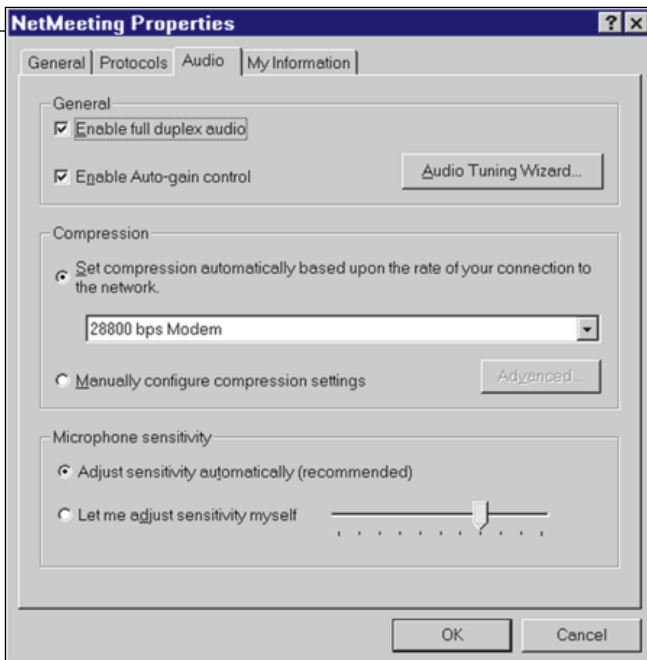 NetMeeting Properties
General Protocols Audio My Information
General
Enable full duplex audio
Enable Auto-gain control
Audio Tuning Wizard...
Compression
Set compression automatically based upon the rate of your connection to
the network.
28800 bps Modem
Manually configure compression settings
Advanced...
Microphone sensitivity
Adjust sensitivity automatically (recommended)
Let me adjust sensitivity myself
OK Cancel